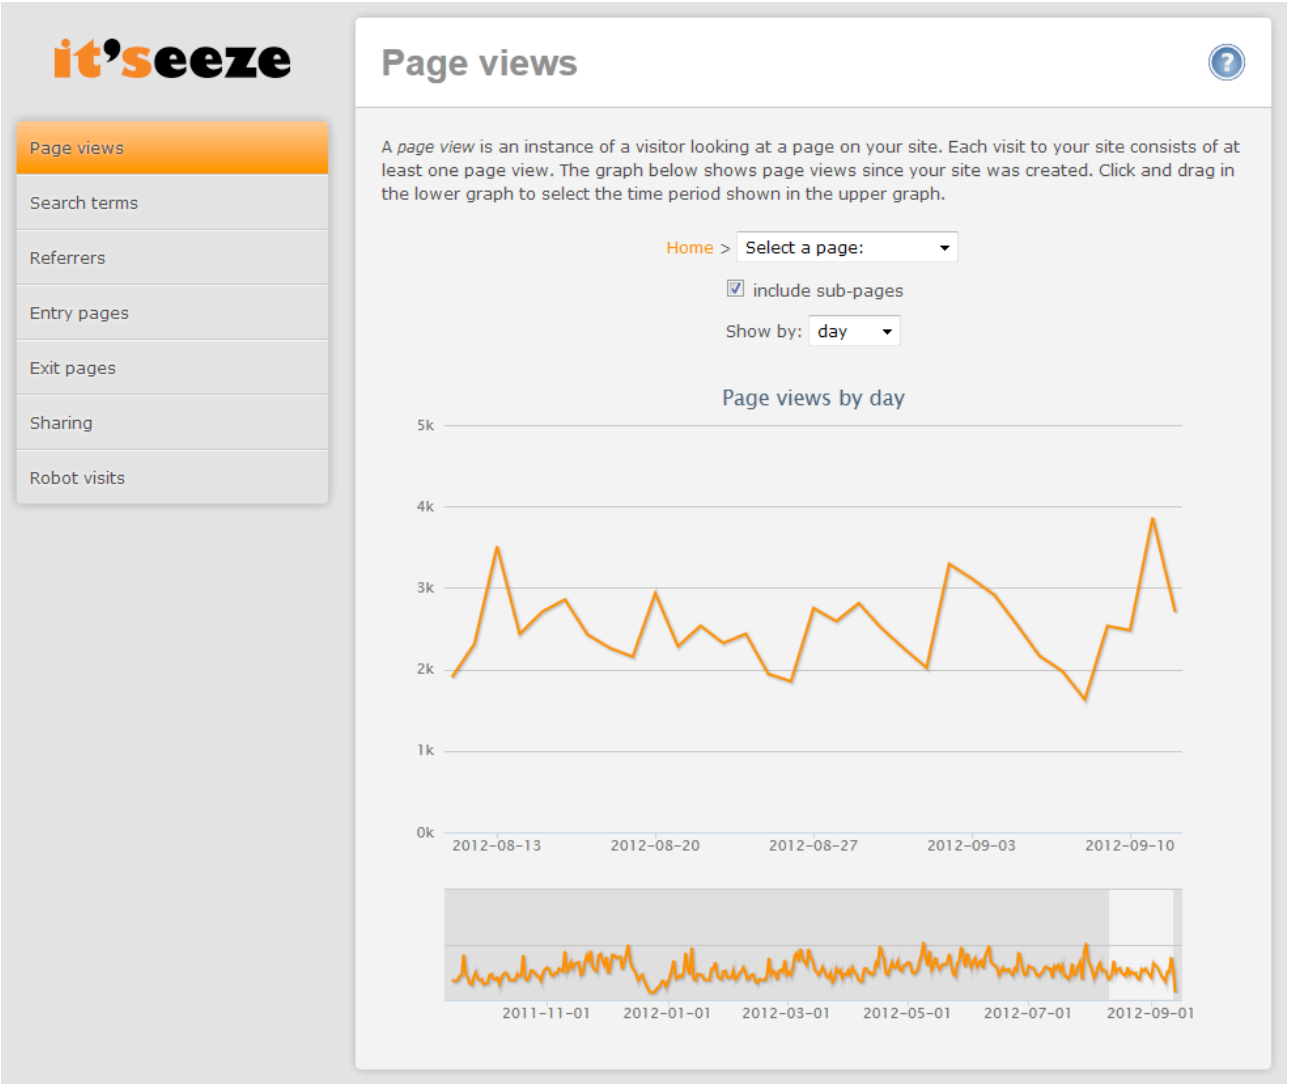 it'seeze
Page views
Search terms
Referrers
Entry pages
Exit pages
Sharing
Robot visits
Page views
?
A page view is an instance of a visitor looking at a page on your site. Each visit to your site consists of at
least one page view. The graph below shows page views since your site was created. Click and drag in
the lower graph to select the time period shown in the upper graph.
Home > Select a page:
include sub-pages
Show by: day
Page views by day
5k
4k
3k
2k
1k
0k
2012-08-13 2012-08-20 2012-08-27 2012-09-03 2012-09-10
2011-11-01 2012-01-01 2012-03-01 2012-05-01 2012-07-01 2012-09-01